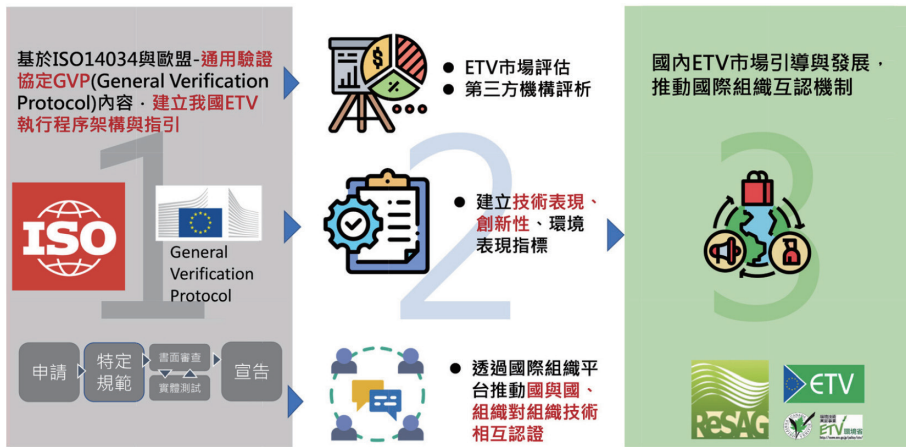 基於ISO14034與歐盟-通用驗證
協定GVP(General Verification
Protocol)內容，建立我國ETV
執行程序架構與指引
1
ISO
General
Verification
Protocol
申請
特定
規範
書面審查
實體測試
宣告
2
● ETV市場評估
● 第三方機構評析
● 建立技術表現、
創新性、環境
表現指標
● 透過國際組織平
台推動國與國、
組織對組織技術
相互認證
國內ETV市場引導與發展，
推動國際組織互認機制
3
ReSAG
ETV
ETV 環境省